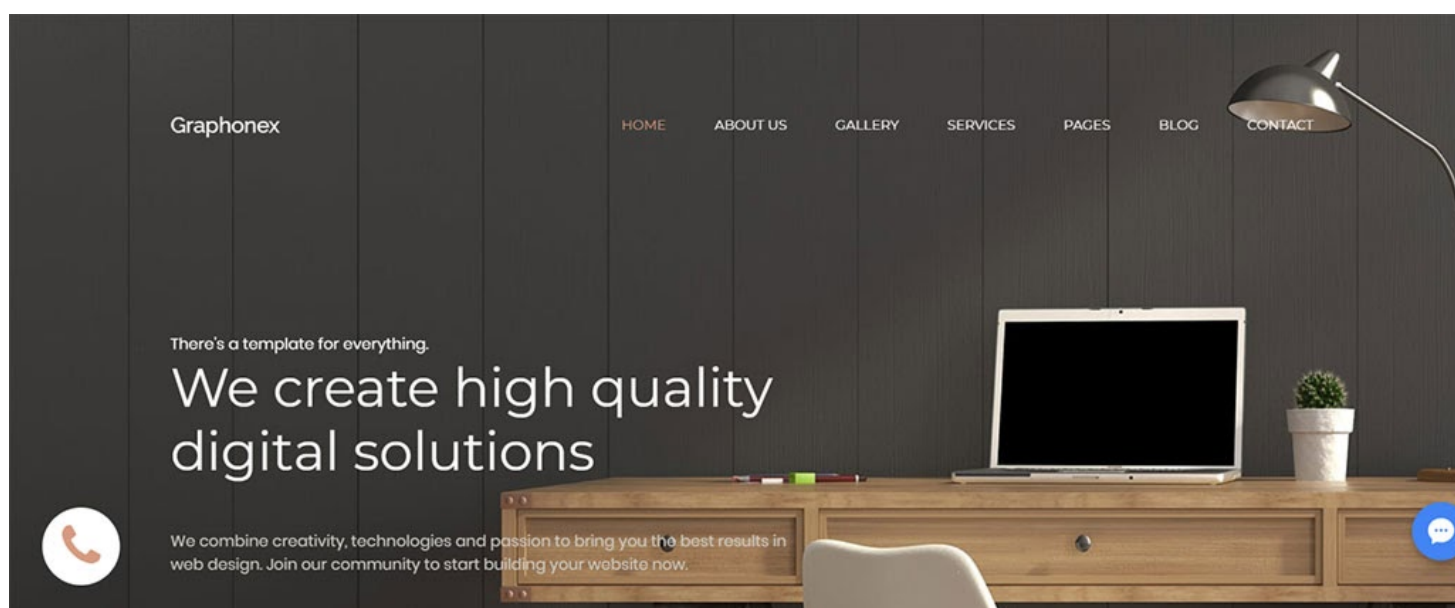 Graphonex
HOME ABOUT US GALLERY SERVICES PAGES BLOG CONTACT
There's a template for everything.
We create high quality
digital solutions
We combine creativity, technologies and passion to bring you the best results in
web design. Join our community to start building your website now.